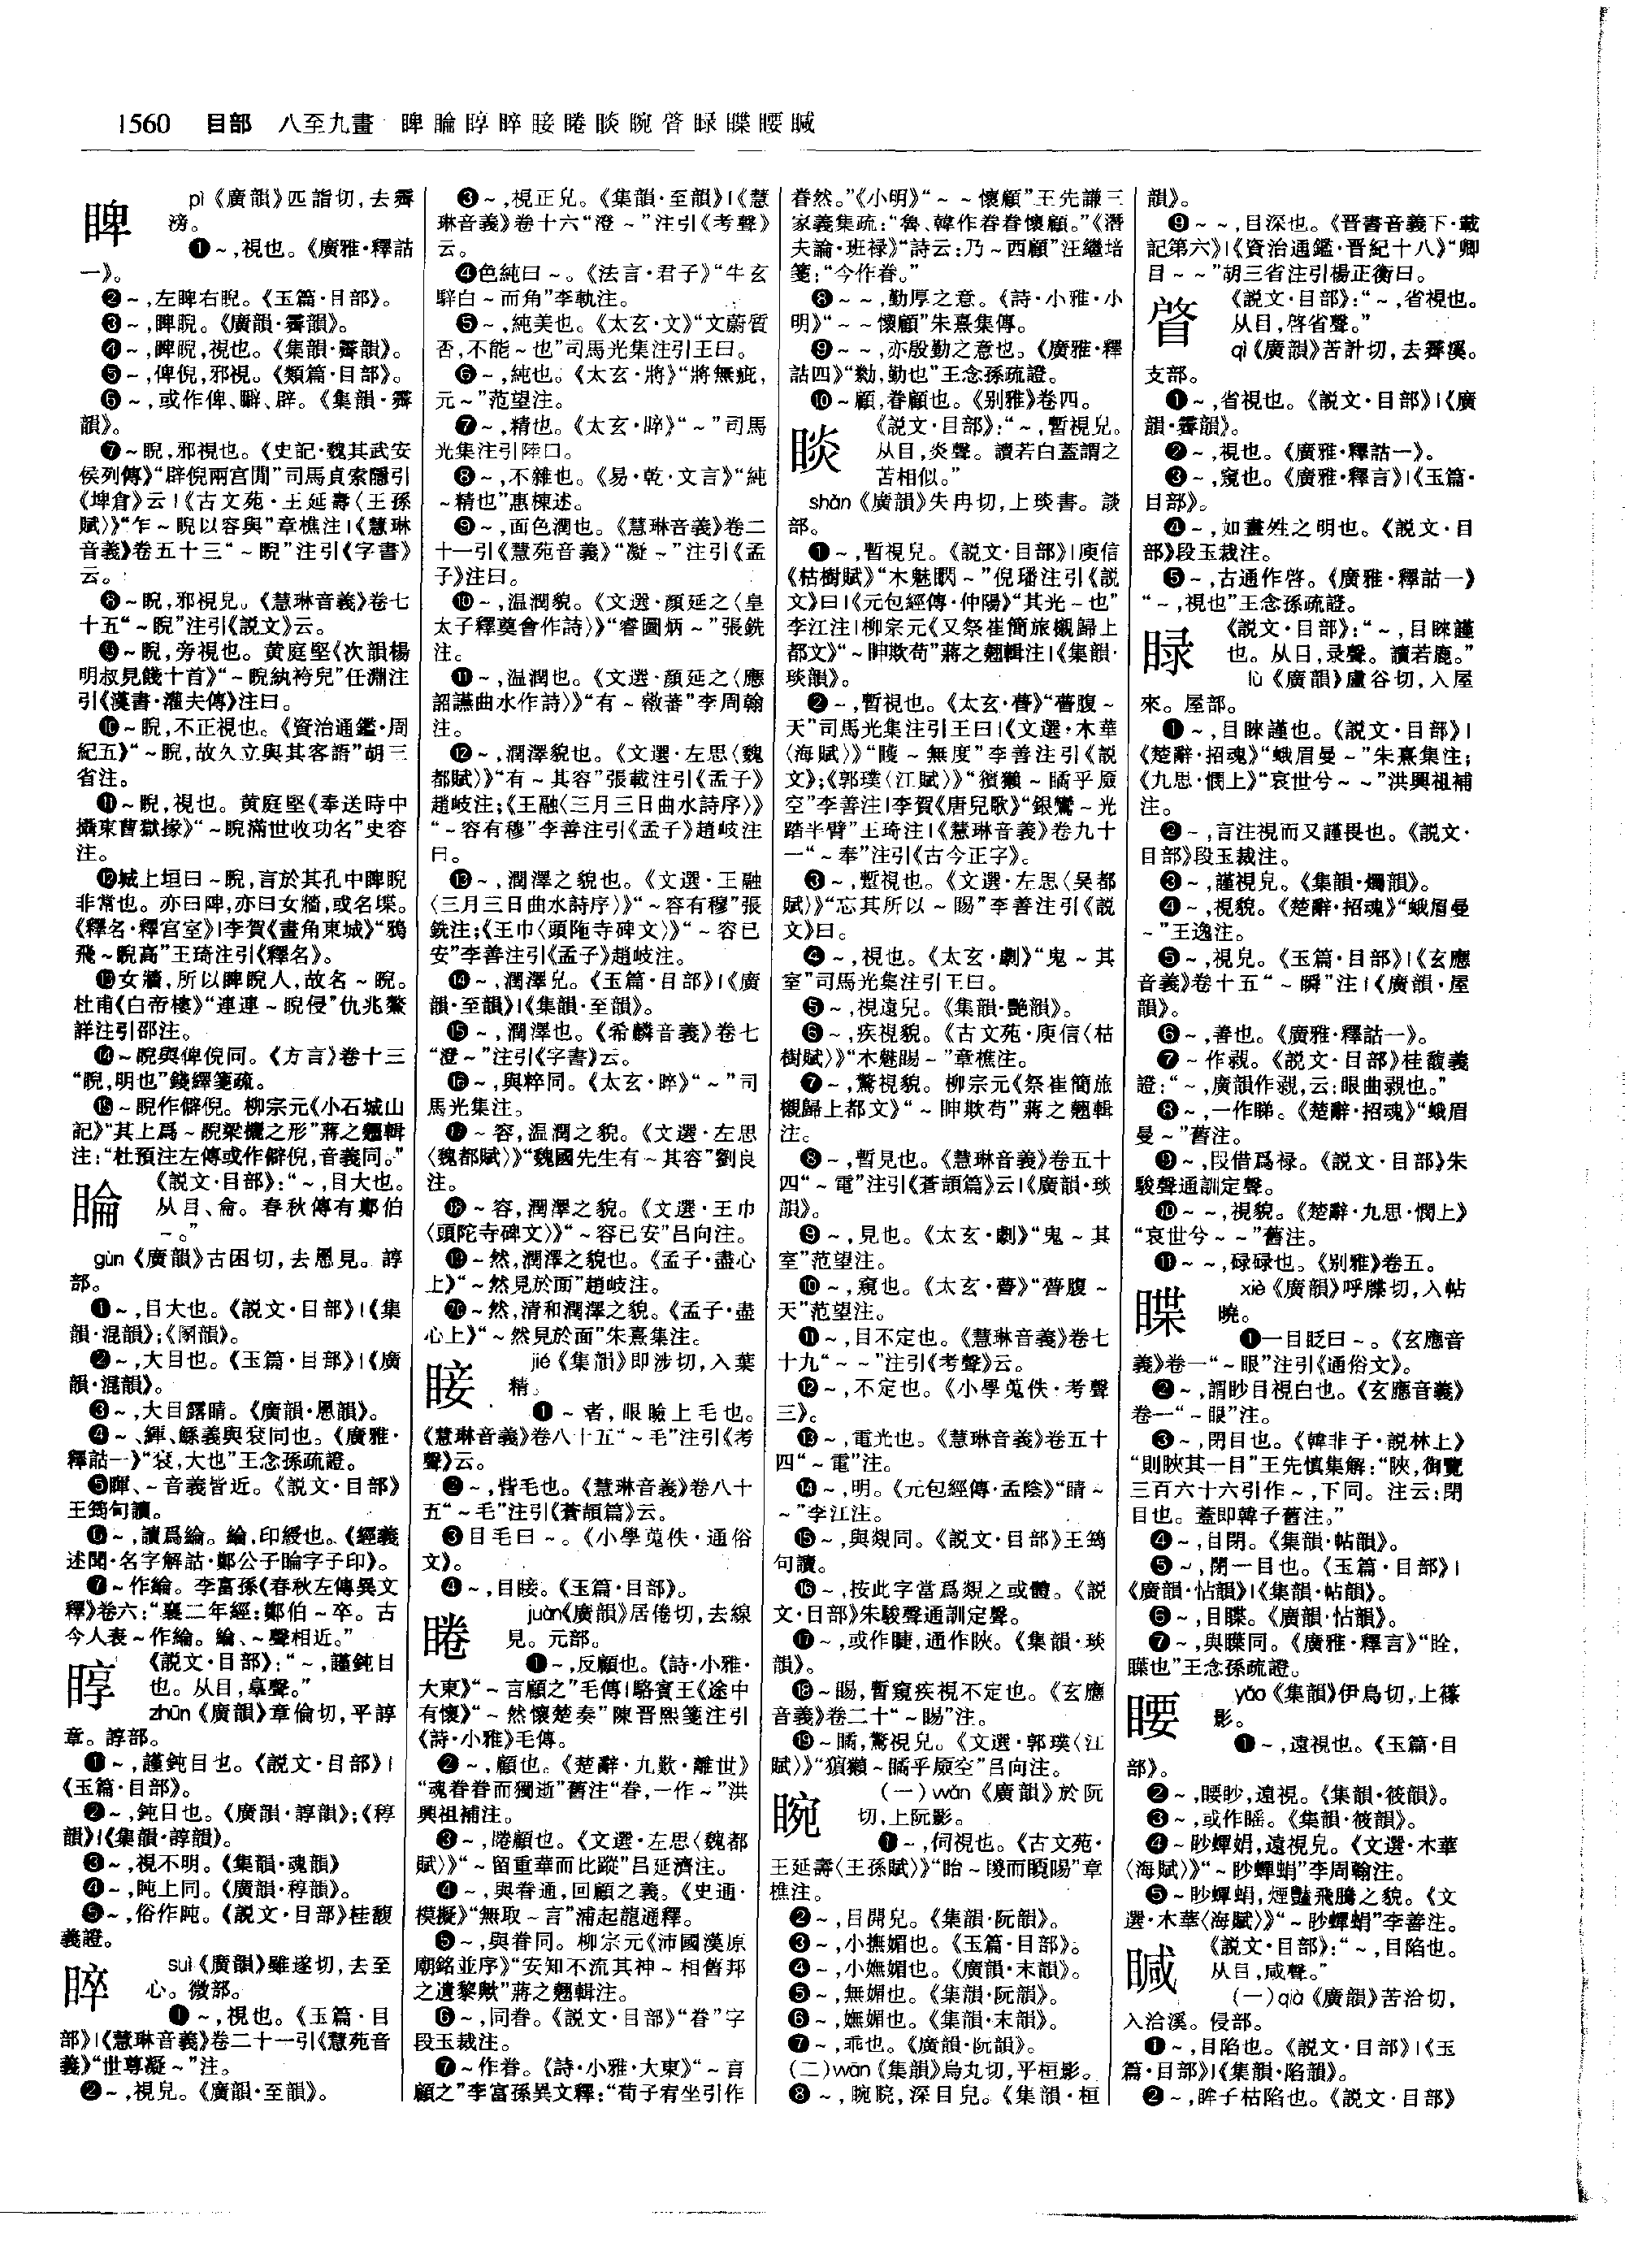 1560 目部 八至九畫 睥睔㝄睟睫睠睒睕晵睩䁋䁏䁍
睥 pì《廣韻》匹詣切,去霽
滂。
❶~,視也。《廣雅·釋詁
一》。
❷~,左睥右睨。《玉篇·目部》。
❸~,睥睨。《廣韻·霽韻》。
❹~,睥睨,視也。《集韻·霽韻》。
❺~,俾倪,邪視。《類篇·目部》。
❻~,或作俾、䁹、辟。《集韻·霽
韻》。
❼~睨,邪視也。《史記·魏其武安
侯列傳》“辟倪兩宮閒”司馬貞索隱引
《埤倉》云|《古文苑·王延壽〈王孫
賦〉》“乍~睨以容與”章樵注|《慧琳
音義》卷五十三“~睨”注引《字書》
云。
❽~睨,邪視皃。《慧琳音義》卷七
十五“~睨”注引《説文》云。
❾~睨,旁視也。黄庭堅《次韻楊
明叔見餞十首》“~睨紈袴兒”任淵注
引《漢書·灌夫傳》注曰。
❿~睨,不正視也。《資治通鑑·周
紀五》“~睨,故久立與其客語”胡三
省注。
⓫~睨,視也。黄庭堅《奉送時中
攝東曹獄掾》“~睨滿世收功名”史容
注。
⓬城上垣曰~睨,言於其孔中睥睨
非常也。亦曰陴,亦曰女牆,或名堞。
《釋名·釋宮室》|李賀《畫角東城》“鴉
飛~睨高”王琦注引《釋名》。
⓭女牆,所以睥睨人,故名~睨。
杜甫《白帝樓》“連連~睨侵”仇兆鰲
詳注引邵注。
⓮~睨與俾倪同。《方言》卷十三
“睨,明也”錢繹箋疏。
⓯~睨作僻倪。柳宗元《小石城山
記》“其上爲~睨梁欐之形”蔣之翹輯
注:“杜預注左傳或作僻倪,音義同。”
睔 《説文·目部》:“~,目大也。
从目、侖。春秋傳有鄭伯
~。”
gùn《廣韻》古困切,去慁見。諄
部。
❶~,目大也。《説文·目部》|《集
韻·混韻》;《圂韻》。
❷~,大目也。《玉篇·目部》|《廣
韻·混韻》。
❸~,大目露睛。《廣韻·慁韻》。
❹~、䡣、鯀義與袞同也。《廣雅·
釋詁一》“袞,大也”王念孫疏證。
❺暉、~音義皆近。《説文·目部》
王筠句讀。
❻~,讀爲綸。綸,印綬也。《經義
述聞·名字解詁·鄭公子睔字子印》。
❼~作綸。李富孫《春秋左傳異文
釋》卷六:“襄二年經:鄭伯~卒。古
今人表~作綸。綸、~聲相近。”
《説文·目部》:“~,謹鈍目
也。从目,𦎫聲。”
zhūn《廣韻》章倫切,平諄
章。諄部。
❶~,謹鈍目也。《説文·目部》|
《玉篇·目部》。
❷~,鈍目也。《廣韻·諄韻》;《稕
韻》|《集韻·諄韻》。
❸~,視不明。《集韻·魂韻》
❹~,盹上同。《廣韻·稕韻》。
❺~,俗作盹。《説文·目部》桂馥
義證。
睟 suì《廣韻》雖遂切,去至
心。微部。
❶~,視也。《玉篇·目
部》|《慧琳音義》卷二十一引《慧苑音
義》“世尊凝~”注。
❷~,視皃。《廣韻·至韻》。
❸~,視正皃。《集韻·至韻》|《慧
琳音義》卷十六“澄~”注引《考聲》
云。
❹色純曰~。《法言·君子》“牛玄
騂白~而角”李軌注。
❺~,純美也。《太玄·文》“文蔚質
否,不能~也”司馬光集注引王曰。
❻~,純也。《太玄·將》“將無疵,
元~”范望注。
❼~,精也。《太玄·睟》“~”司馬
光集注引陸曰。
❽~,不雜也。《易·乾·文言》“純
~精也”惠棟述。
❾~,面色潤也。《慧琳音義》卷二
十一引《慧苑音義》“凝~”注引《孟
子》注曰。
❿~,温潤貌。《文選·顔延之〈皇
太子釋奠會作詩〉》“睿圖炳~”張銑
注。
⓫~,温潤也。《文選·顔延之〈應
詔讌曲水作詩〉》“有~叡蕃”李周翰
注。
⓬~,潤澤貌也。《文選·左思〈魏
都賦〉》“有~其容”張載注引《孟子》
趙岐注;《王融〈三月三日曲水詩序〉》
“~容有穆”李善注引《孟子》趙岐注
曰。
⓭~,潤澤之貌也。《文選·王融
〈三月三日曲水詩序〉》“~容有穆”張
銑注;《王巾〈頭陁寺碑文〉》“~容已
安”李善注引《孟子》趙岐注。
⓮~,潤澤皃。《玉篇·目部》|《廣
韻·至韻》|《集韻·至韻》。
⓯~,潤澤也。《希麟音義》卷七
“澄~”注引《字書》云。
⓰~,與粹同。《太玄·睟》“~”司
馬光集注。
⓱~容,温潤之貌。《文選·左思
〈魏都賦〉》“魏國先生有~其容”劉良
注。
⓲~容,潤澤之貌。《文選·王巾
〈頭陀寺碑文〉》“~容已安”吕向注。
⓳~然,潤澤之貌也。《孟子·盡心
上》“~然見於面”趙岐注。
⓴~然,清和潤澤之貌。《孟子·盡
心上》“~然見於面”朱熹集注。
睫 jié《集韻》即涉切,入葉
精。
❶~者,眼瞼上毛也。
《慧琳音義》卷八十五“~毛”注引《考
聲》云。
❷~,眥毛也。《慧琳音義》卷八十
五“~毛”注引《蒼頡篇》云。
❸目毛曰~。《小學蒐佚·通俗
文》。
❹~,目睫。《玉篇·目部》。
睠 juàn《廣韻》居倦切,去線
見。元部。
❶~,反顧也。《詩·小雅·
大東》“~言顧之”毛傳|駱賓王《途中
有懷》“~然懷楚奏”陳晋熙箋注引
《詩·小雅》毛傳。
❷~,顧也。《楚辭·九歎·離世》
“魂眷眷而獨逝”舊注“眷,一作~”洪
興祖補注。
❸~,睠顧也。《文選·左思〈魏都
賦〉》“~留重華而比蹤”吕延濟注。
❹~,與眷通,回顧之義。《史通·
模擬》“無取~言”浦起龍通釋。
❺~,與眷同。柳宗元《沛國漢原
廟銘並序》“安知不流其神~相舊邦
之遺黎歟”蔣之翹輯注。
❻~,同眷。《説文·目部》“眷”字
段玉裁注。
❼~作眷。《詩·小雅·大東》“~言
顧之”李富孫異文釋:“荀子有坐引作
眷然。”《小明》“~~懷顧”王先謙三
家義集疏:“魯、韓作眷眷懷顧。”《潛
夫論·班禄》“詩云:乃~西顧”汪繼培
箋:“今作眷。”
❽~~,勤厚之意。《詩·小雅·小
明》“~~懷顧”朱熹集傳。
❾~~,亦殷勤之意也。《廣雅·釋
詁四》“勬,勤也”王念孫疏證。
❿~顧,眷顧也。《别雅》卷四。
睒 《説文·目部》:“~,暫視皃。
从目,炎聲。讀若白蓋謂之
苫相似。”
shǎn《廣韻》失冉切,上琰書。談
部。
❶~,暫視皃。《説文·目部》|庾信
《枯樹賦》“木魅䁑~”倪璠注引《説
文》曰|《元包經傳·仲陽》“其光~也”
李江注|柳宗元《又祭崔簡旅櫬歸上
都文》“~眒欺苟”蔣之翹輯注|《集韻·
琰韻》。
❷~,暫視也。《太玄·瞢》“瞢腹~
天”司馬光集注引王曰|《文選·木華
〈海賦〉》“䁂~無度”李善注引《説
文》;《郭璞〈江賦〉》“獱獺~瞲乎厱
空”李善注|李賀《唐兒歌》“銀鸞~光
踏半臂”王琦注|《慧琳音義》卷九十
一“~奉”注引《古今正字》。
❸~,蹔視也。《文選·左思〈吴都
賦〉》“忘其所以~賜”李善注引《説
文》曰。
❹~,視也。《太玄·劇》“鬼~其
室”司馬光集注引王曰。
❺~,視遠皃。《集韻·艶韻》。
❻~,疾視貌。《古文苑·庾信〈枯
樹賦〉》“木魅睗~”章樵注。
❼~,驚視貌。柳宗元《祭崔簡旅
櫬歸上都文》“~眒欺苟”蔣之翹輯
注。
❽~,暫見也。《慧琳音義》卷五十
四“~電”注引《蒼頡篇》云|《廣韻·琰
韻》。
❾~,見也。《太玄·劇》“鬼~其
室”范望注。
❿~,窺也。《太玄·瞢》“瞢腹~
天”范望注。
⓫~,目不定也。《慧琳音義》卷七
十九“~~”注引《考聲》云。
⓬~,不定也。《小學蒐佚·考聲
三》。
⓭~,電光也。《慧琳音義》卷五十
四“~電”注。
⓮~,明。《元包經傳·孟陰》“晴~
~”李江注。
⓯~,與覢同。《説文·目部》王筠
句讀。
⓰~,按此字當爲覢之或體。《説
文·目部》朱駿聲通訓定聲。
⓱~,或作䀹,通作睞。《集韻·琰
韻》。
⓲~睗,暫窺疾視不定也。《玄應
音義》卷二十“~睗”注。
⓳~瞲,驚視皃。《文選·郭璞〈江
賦〉》“獱獺~瞲乎厱空”吕向注。
睕 (一)wǎn《廣韻》於阮
切,上阮影。
❶~,伺視也。《古文苑·
王延壽〈王孫賦〉》“眙~䁂而䁱睗”章
樵注。
❷~,目開皃。《集韻·阮韻》。
❸~,小撫媚也。《玉篇·目部》。
❹~,小嫵媚也。《廣韻·末韻》。
❺~,無媚也。《集韻·阮韻》。
❻~,嫵媚也。《集韻·末韻》。
❼~,乖也。《廣韻·阮韻》。
(二)wān《集韻》烏丸切,平桓影。
❽~,睕睆,深目皃。《集韻·桓
韻》。
❾~~,目深也。《晋書音義下·載
記第六》|《資治通鑑·晋紀十八》“卿
目~~”胡三省注引楊正衡曰。
晵 《説文·目部》:“~,省視也。
从目,啓省聲。”
qì《廣韻》苦計切,去霽溪。
支部。
❶~,省視也。《説文·目部》|《廣
韻·霽韻》。
❷~,視也。《廣雅·釋詁一》。
❸~,窺也。《廣雅·釋言》|《玉篇·
目部》。
❹~,如晝姓之明也。《説文·目
部》段玉裁注。
❺~,古通作啓。《廣雅·釋詁一》
“~,視也”王念孫疏證。
睩 《説文·目部》:“~,目睞謹
也。从目,录聲。讀若鹿。”
lù《廣韻》盧谷切,入屋
來。屋部。
❶~,目睞謹也。《説文·目部》|
《楚辭·招魂》“蛾眉曼~”朱熹集注;
《九思·憫上》“哀世兮~~”洪興祖補
注。
❷~,言注視而又謹畏也。《説文·
目部》段玉裁注。
❸~,謹視皃。《集韻·燭韻》。
❹~,視貌。《楚辭·招魂》“蛾眉曼
~”王逸注。
❺~,視皃。《玉篇·目部》|《玄應
音義》卷十五“~瞬”注|《廣韻·屋
韻》。
❻~,善也。《廣雅·釋詁一》。
❼~作覙。《説文·目部》桂馥義
證:“~,廣韻作覙,云:眼曲覙也。”
❽~,一作睇。《楚辭·招魂》“蛾眉
曼~”舊注。
❾~,叚借爲禄。《説文·目部》朱
駿聲通訓定聲。
❿~~,視貌。《楚辭·九思·憫上》
“哀世兮~~”舊注。
⓫~~,碌碌也。《别雅》卷五。
䁋 xiè《廣韻》呼牒切,入帖
曉。
❶一目眨曰~。《玄應音
義》卷一“~眼”注引《通俗文》。
❷~,謂眇目視白也。《玄應音義》
卷一“~眼”注。
❸~,閉目也。《韓非子·説林上》
“則䀹其一目”王先慎集解:“䀹,御覽
三百六十六引作~,下同。注云:閉
目也。蓋即韓子舊注。”
❹~,目閉。《集韻·帖韻》。
❺~,閉一目也。《玉篇·目部》|
《廣韻·怗韻》|《集韻·帖韻》。
❻~,目䁋。《廣韻·怗韻》。
❼~,與䐑同。《廣雅·釋言》“䀬,
䐑也”王念孫疏證。
䁏 yǎo《集韻》伊鳥切,上篠
影。
❶~,遠視也。《玉篇·目
部》。
❷~,䁏眇,遠視。《集韻·筱韻》。
❸~,或作䁘。《集韻·筱韻》。
❹~眇蟬娟,遠視皃。《文選·木華
〈海賦〉》“~眇蟬蜎”李周翰注。
❺~眇蟬蜎,煙豔飛騰之貌。《文
選·木華〈海賦〉》“~眇蟬蜎”李善注。
䁍 《説文·目部》:“~,目陷也。
从目,咸聲。”
(一)qià《廣韻》苦洽切,
入洽溪。侵部。
❶~,目陷也。《説文·目部》|《玉
篇·目部》|《集韻·陷韻》。
❷~,眸子枯陷也。《説文·目部》